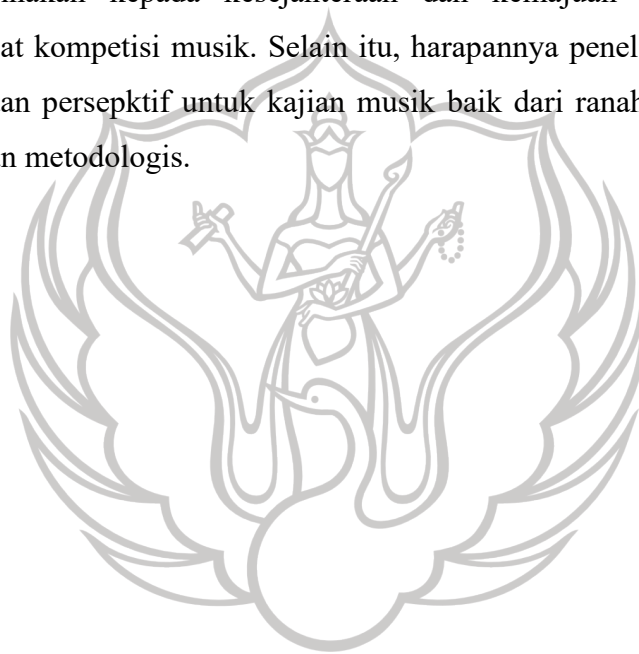 kepada kesejahteraan dan kemajuan
at kompetisi musik. Selain itu, harapannya penel
an persepktif untuk kajian musik baik dari ranah
n metodologis.